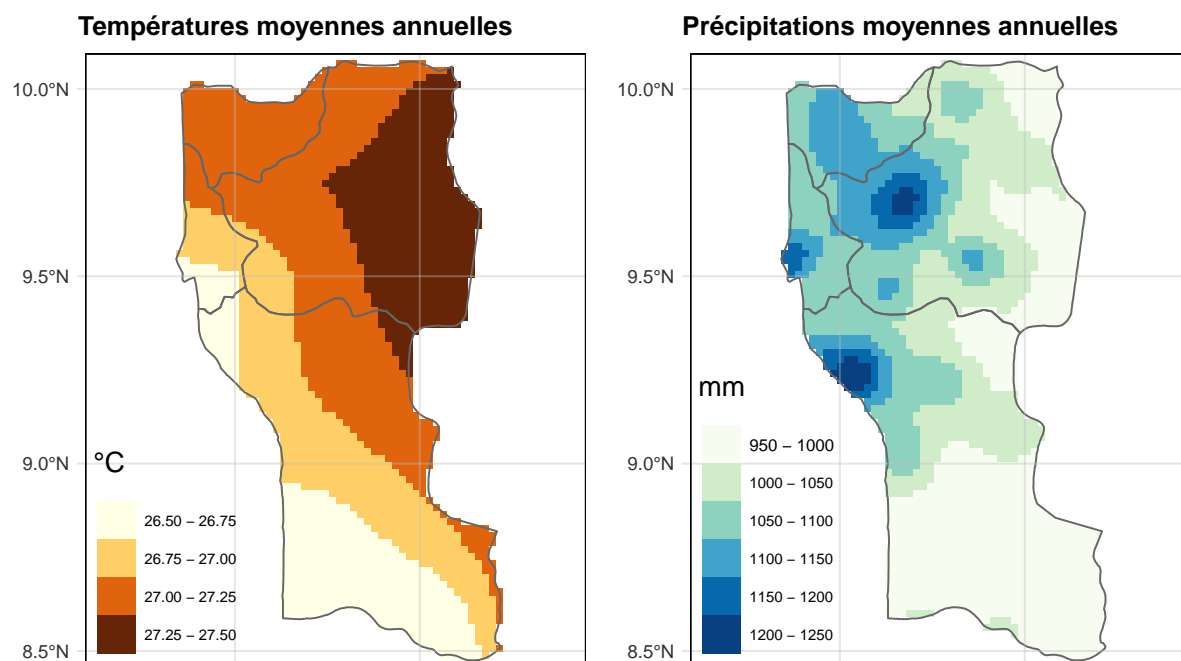 Températures moyennes annuelles
10.0°N
9.5°N
9.0°N
8.5°N
°C
26.50 − 26.75
26.75 − 27.00
27.00 − 27.25
27.25 − 27.50
Précipitations moyennes annuelles
10.0°N
9.5°N
9.0°N
8.5°N
mm
950 − 1000
1000 − 1050
1050 − 1100
1100 − 1150
1150 − 1200
1200 − 1250